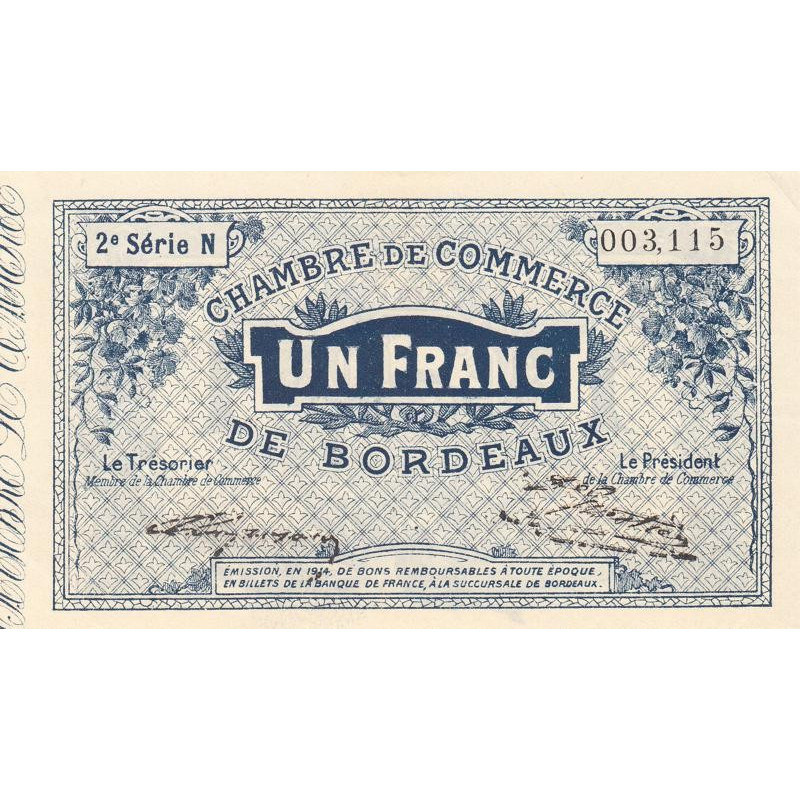 2e Série N
003,115
CHAMBRE DE COMMERCE
UN FRANC
DE BORDEAUX
Le Trésorier
Membre de la Chambre de Commerce
Le Président
de la Chambre de Commerce
ÉMISSION, EN 1914, DE BONS REMBOURSABLES À TOUTE ÉPOQUE,
EN BILLETS DE LA BANQUE DE FRANCE, À LA SUCCURSALE DE BORDEAUX.